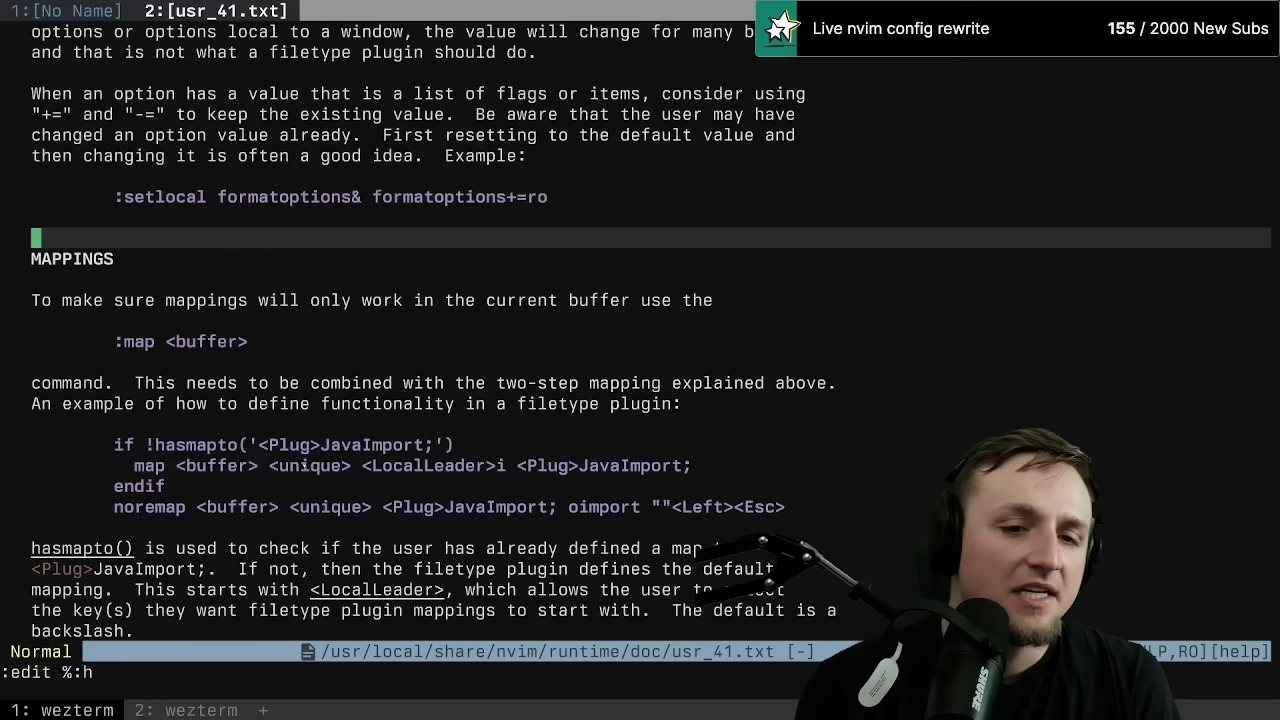 1:[No Name]  2:[usr_41.txt]
options or options local to a window, the value will change for many b
and that is not what a filetype plugin should do.
Live nvim config rewrite
155 / 2000 New Subs
When an option has a value that is a list of flags or items, consider using
"+=" and "-=" to keep the existing value.  Be aware that the user may have
changed an option value already.  First resetting to the default value and
then changing it is often a good idea.  Example:
:setlocal formatoptions& formatoptions+=ro
MAPPINGS
To make sure mappings will only work in the current buffer use the
:map <buffer>
command.  This needs to be combined with the two-step mapping explained above.
An example of how to define functionality in a filetype plugin:
if !hasmapto('<Plug>JavaImport;')
map <buffer> <unique> <LocalLeader>i <Plug>JavaImport;
endif
noremap <buffer> <unique> <Plug>JavaImport; oimport ""<Left><Esc>
hasmapto() is used to check if the user has already defined a map
<Plug>JavaImport;.  If not, then the filetype plugin defines the default
mapping.  This starts with <LocalLeader>, which allows the user
the key(s) they want filetype plugin mappings to start with.  The default is a
backslash.
Normal
/usr/local/share/nvim/runtime/doc/usr_41.txt [-]
LP,RO][help]
:edit %:h
SHURE
1: wezterm  2: wezterm  +